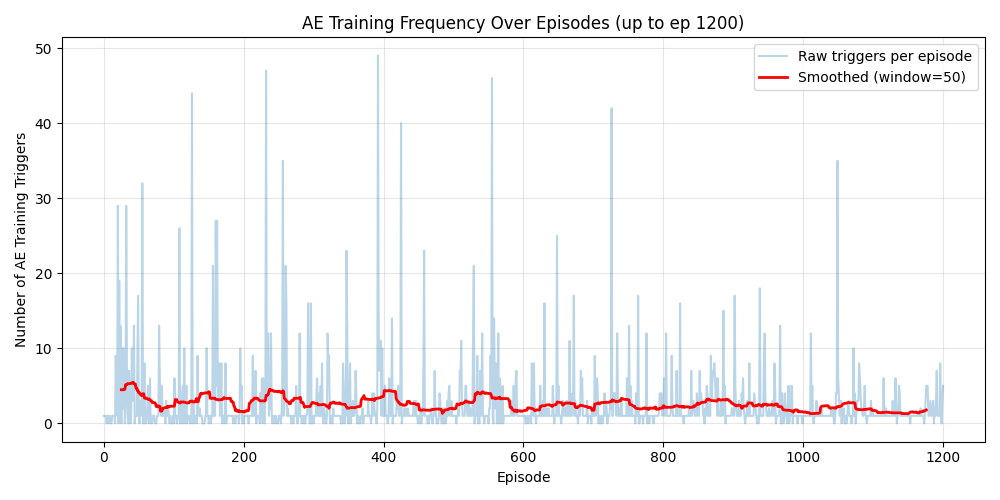 AE Training Frequency Over Episodes (up to ep 1200)
Raw triggers per episode
Smoothed (window=50)
Number of AE Training Triggers
50
40
30
20
10
0
0 200 400 600 800 1000 1200
Episode